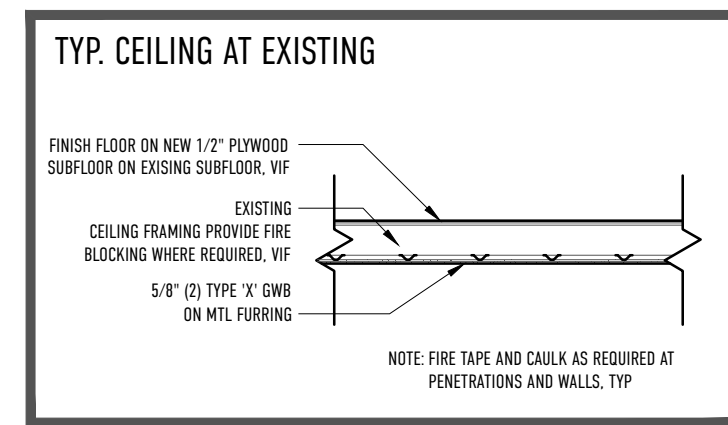 TYP. CEILING AT EXISTING
FINISH FLOOR ON NEW 1/2" PLYWOOD
SUBFLOOR ON EXISING SUBFLOOR, VIF
EXISTING
CEILING FRAMING PROVIDE FIRE
BLOCKING WHERE REQUIRED, VIF
5/8" (2) TYPE 'X' GWB
ON MTL FURRING
NOTE: FIRE TAPE AND CAULK AS REQUIRED AT
PENETRATIONS AND WALLS, TYP